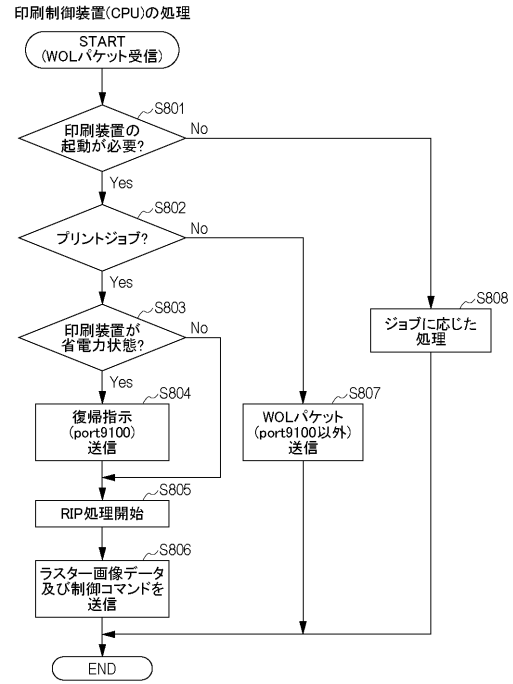 印刷制御装置(CPU)の処理
START
(WOLパケット受信)
S801
印刷装置の
起動が必要?
No
Yes
S802
プリントジョブ?
No
Yes
S803
印刷装置が
省電力状態?
No
Yes
S808
ジョブに応じた
処理
S804
復帰指示
(port9100)
送信
S807
WOLパケット
(port9100以外)
送信
S805
RIP処理開始
S806
ラスター画像データ
及び制御コマンドを
送信
END